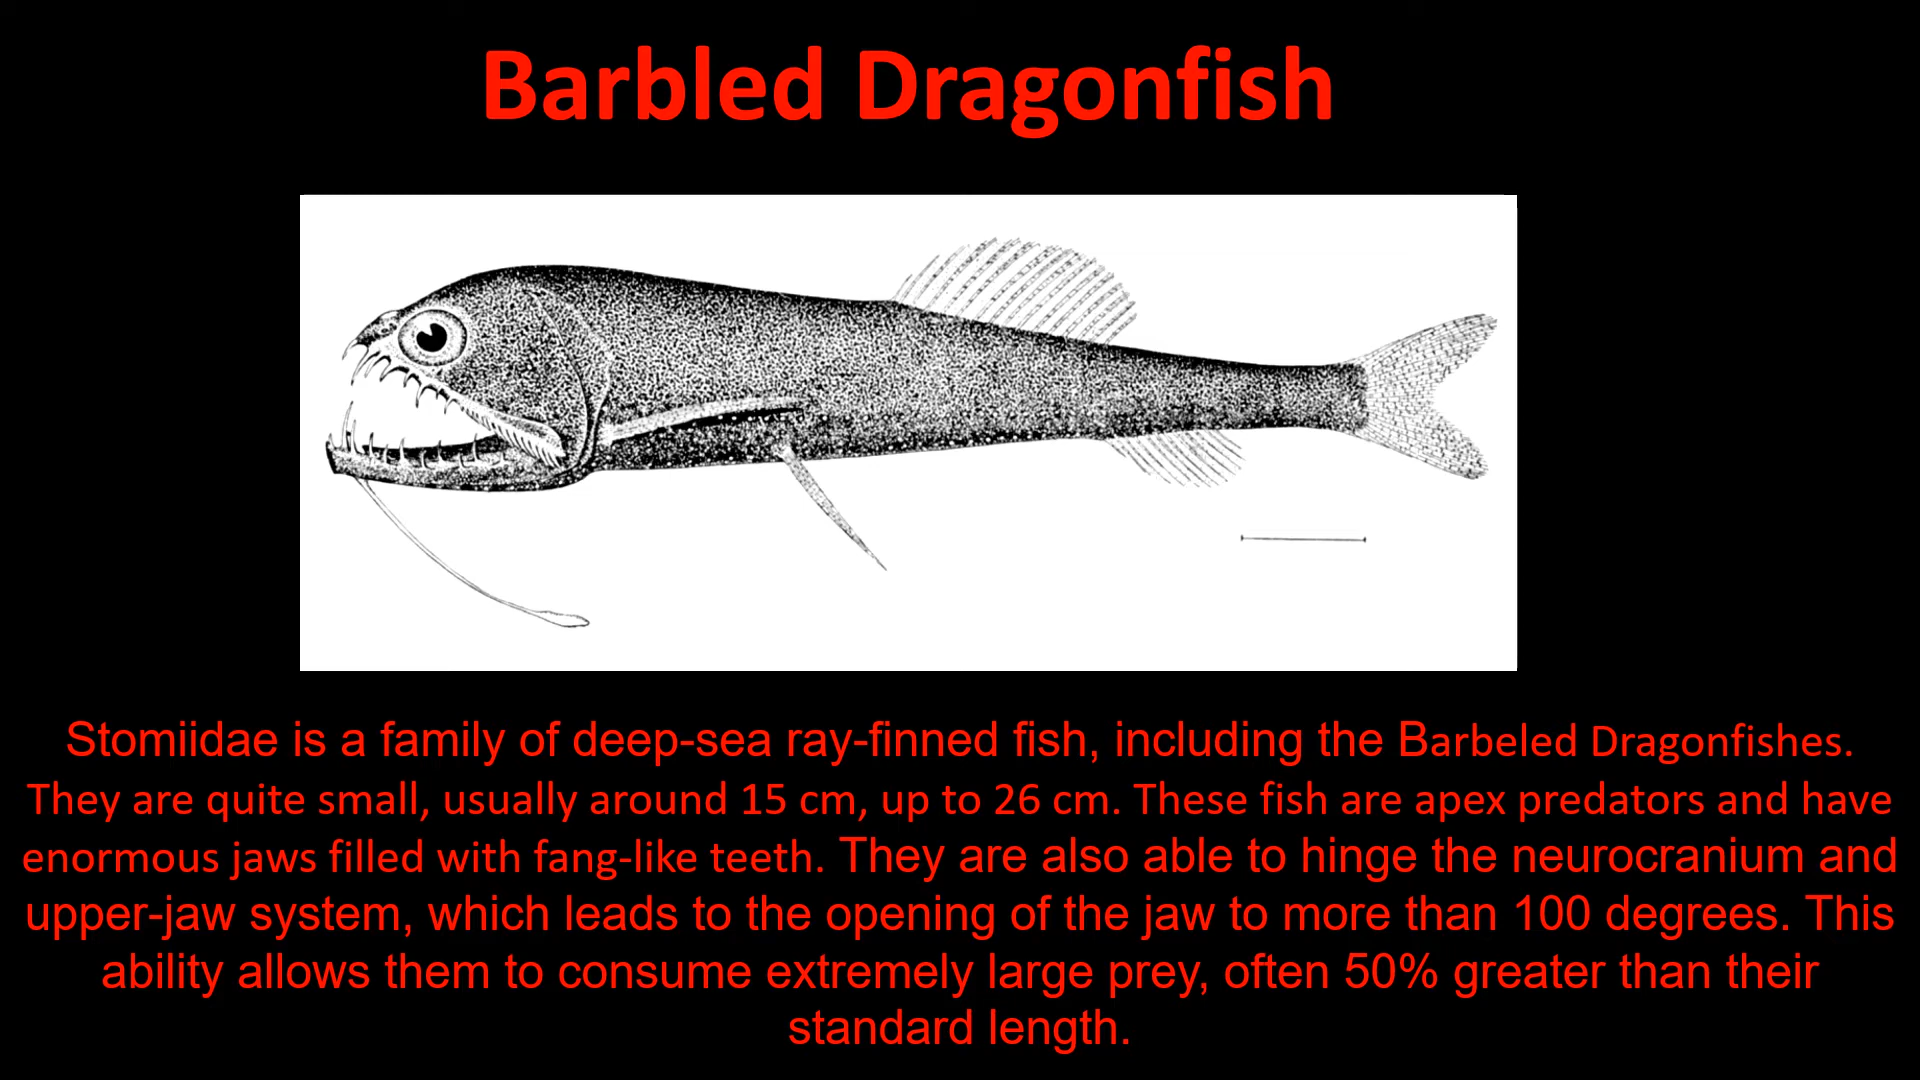 Barbled Dragonfish
Stomiidae is a family of deep-sea ray-finned fish, including the Barbeled Dragonfishes.
They are quite small, usually around 15 cm, up to 26 cm. These fish are apex predators and have
enormous jaws filled with fang-like teeth. They are also able to hinge the neurocranium and
upper-jaw system, which leads to the opening of the jaw to more than 100 degrees. This
ability allows them to consume extremely large prey, often 50% greater than their
standard length.